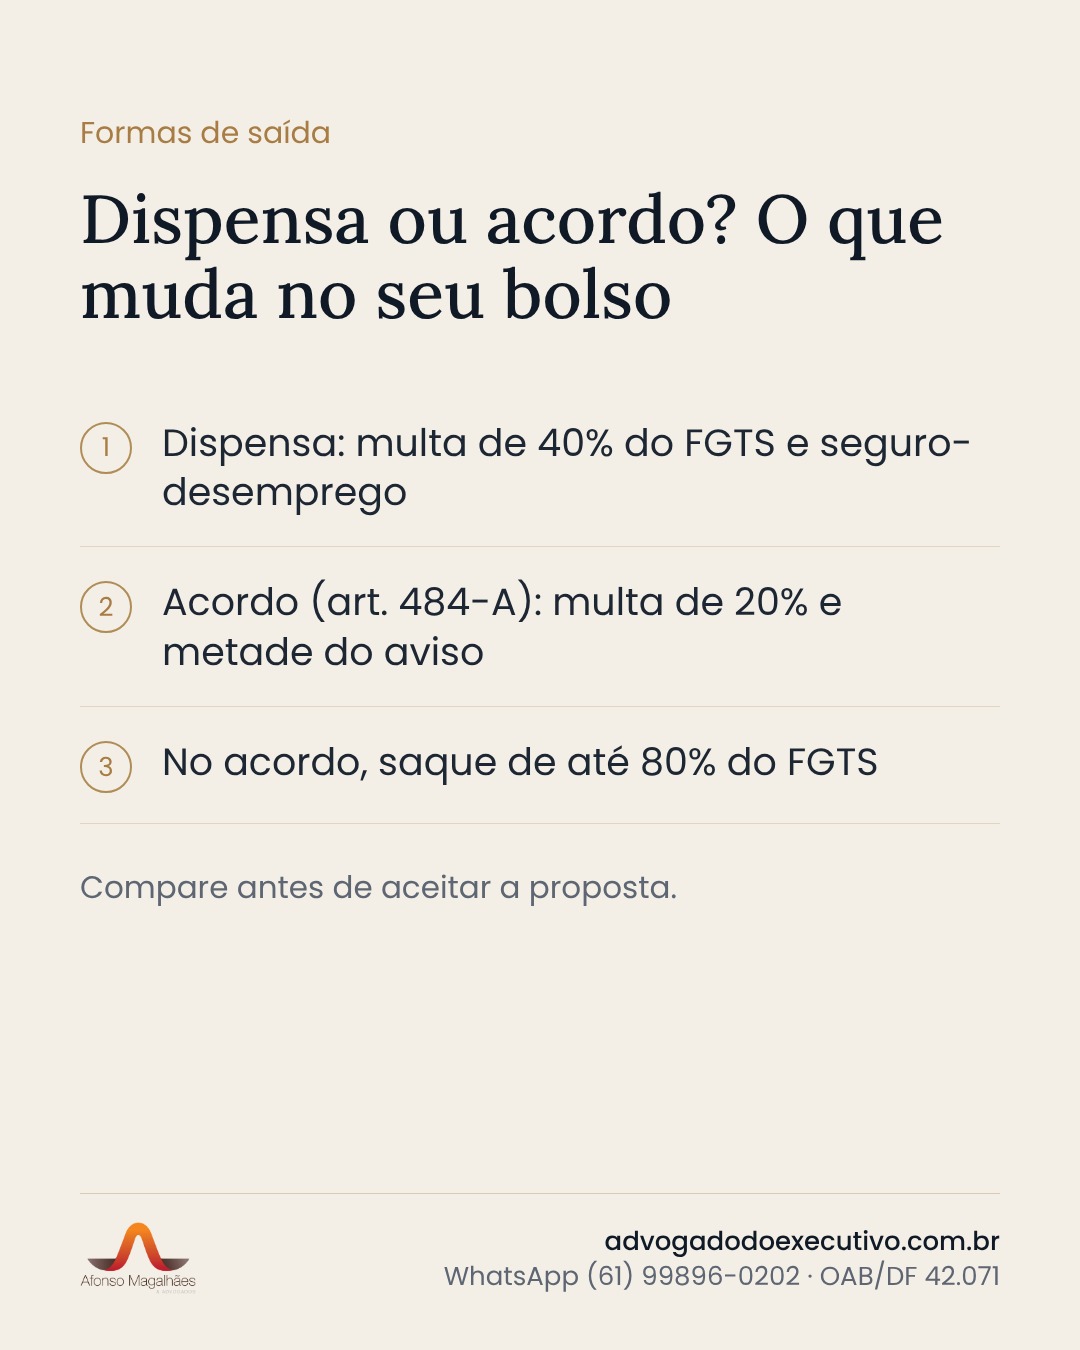 Formas de saída
Dispensa ou acordo? O que
muda no seu bolso
1 Dispensa: multa de 40% do FGTS e seguro-
desemprego
2 Acordo (art. 484-A): multa de 20% e
metade do aviso
3 No acordo, saque de até 80% do FGTS
Compare antes de aceitar a proposta.
Afonso Magalhães
advogadodoexecutivo.com.br
WhatsApp (61) 99896-0202 · OAB/DF 42.071